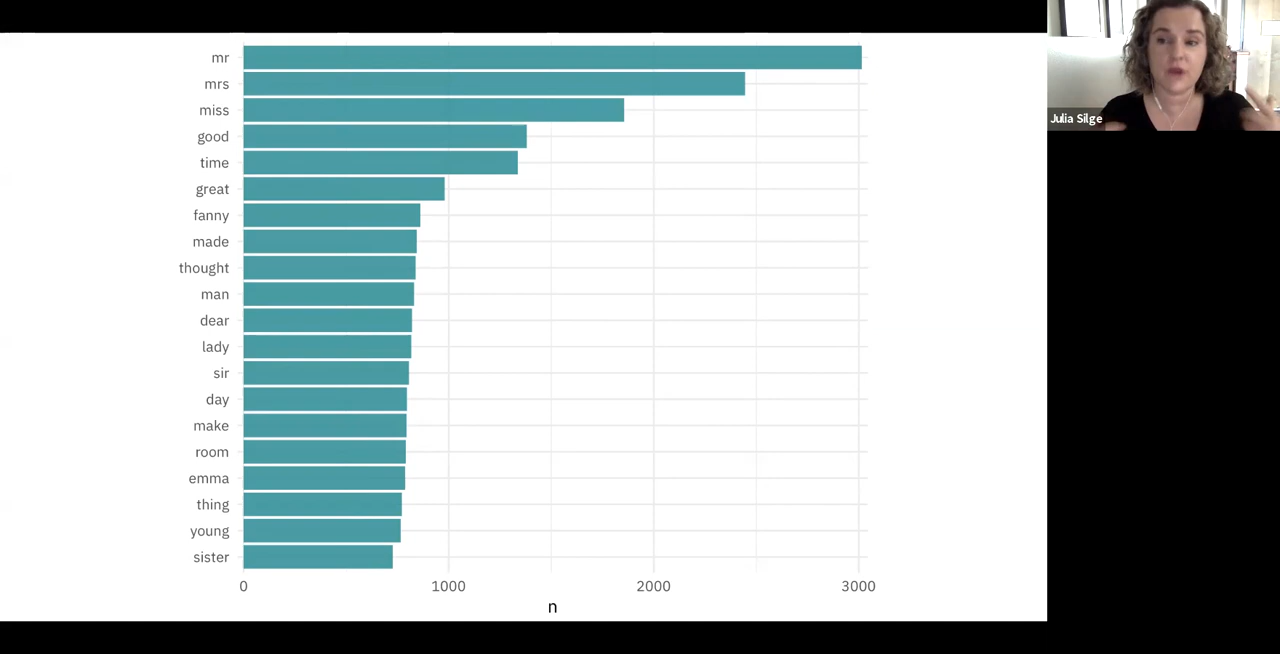 mr
mrs
miss
good
time
great
fanny
made
thought
man
dear
lady
sir
day
make
room
emma
thing
young
sister
0 1000 2000 3000
n
Julia Silge